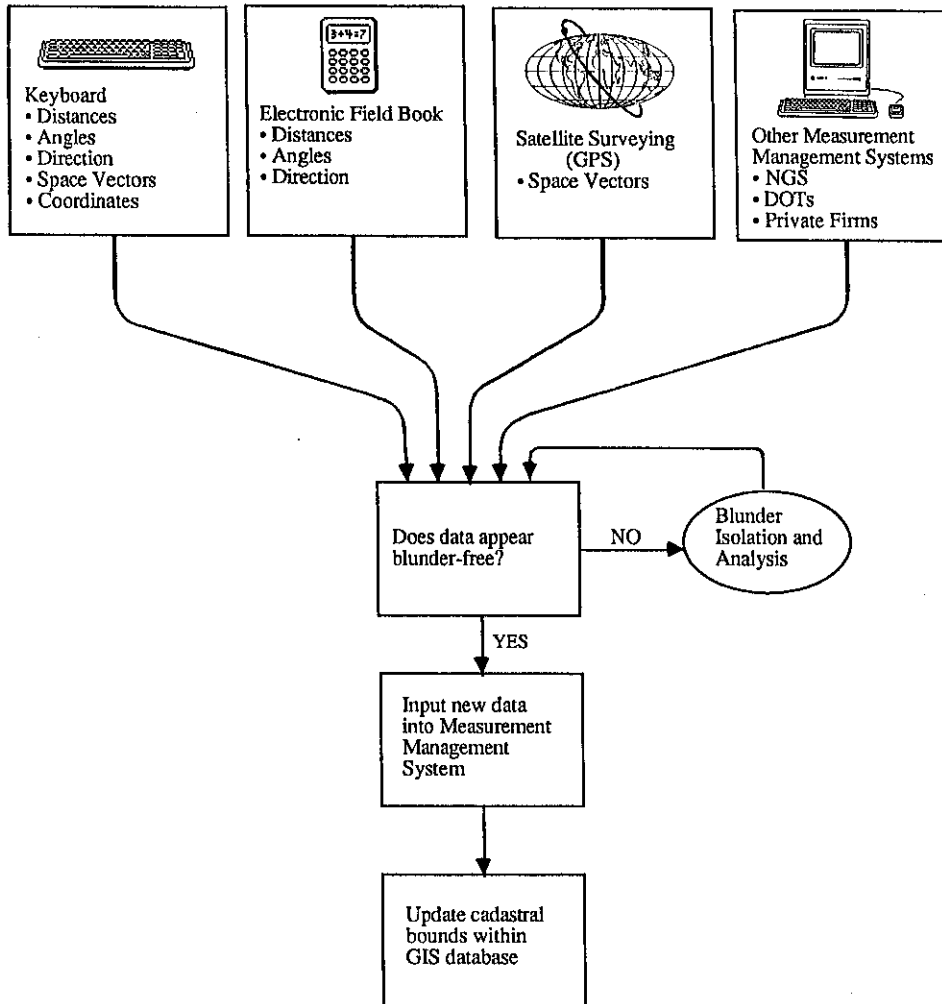 Keyboard
• Distances
• Angles
• Direction
• Space Vectors
• Coordinates
3+4=7
Electronic Field Book
• Distances
• Angles
• Direction
Satellite Surveying
(GPS)
• Space Vectors
Other Measurement
Management Systems
• NGS
• DOTs
• Private Firms
Does data appear
blunder-free?
NO
Blunder
Isolation and
Analysis
YES
Input new data
into Measurement
Management
System
Update cadastral
bounds within
GIS database